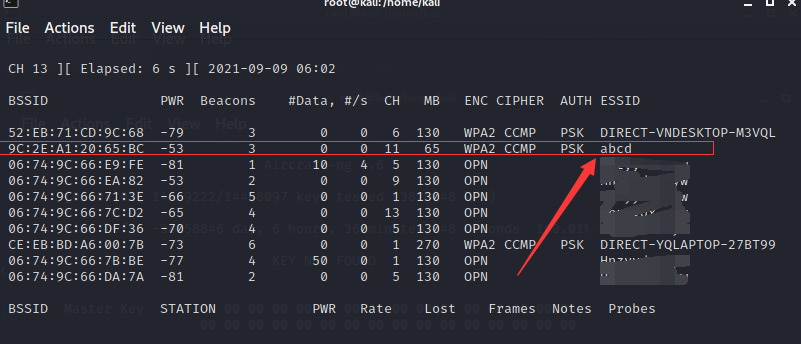 root@kali: /home/kali
File Actions Edit View Help
CH 13 ][ Elapsed: 6 s ][ 2021-09-09 06:02
BSSID PWR Beacons #Data, #/s CH MB ENC CIPHER AUTH ESSID
52:EB:71:CD:9C:68 -79 3 0 0 6 130 WPA2 CCMP PSK DIRECT-VNDESKTOP-M3VQL
9C:2E:A1:20:65:BC -53 3 0 0 11 65 WPA2 CCMP PSK abcd
06:74:9C:66:E9:FE -81 1 10 4 5 130 OPN
06:74:9C:66:EA:82 -53 2 0 0 9 130 OPN
06:74:9C:66:71:3E -66 1 0 0 1 130 OPN
06:74:9C:66:7C:D2 -65 4 0 0 13 130 OPN
06:74:9C:66:DF:36 -70 4 0 0 5 130 OPN
CE:EB:BD:A6:00:7B -73 6 0 0 1 270 WPA2 CCMP PSK DIRECT-YQLAPTOP-27BT99
06:74:9C:66:7B:BE -77 4 50 0 1 130 OPN
06:74:9C:66:DA:7A -81 2 0 0 5 130 OPN
BSSID STATION PWR Rate Lost Frames Notes Probes